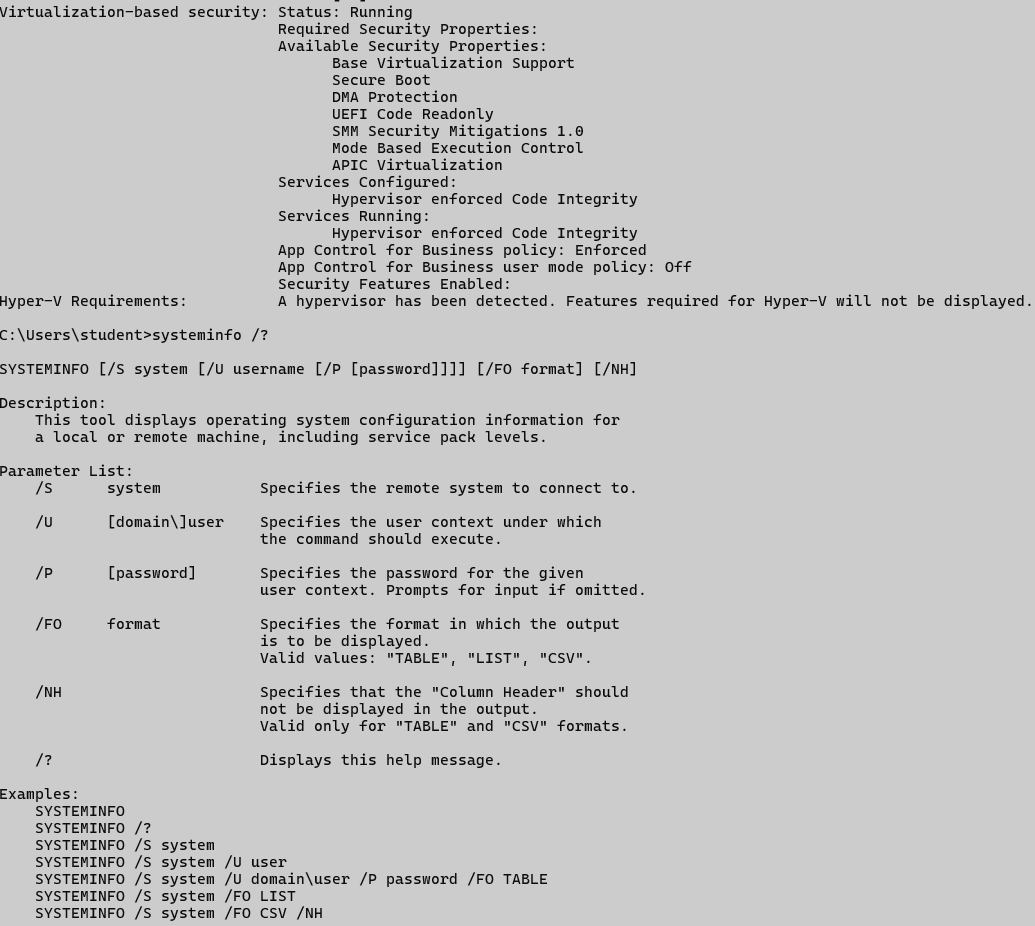 Virtualization-based security: Status: Running
                               Required Security Properties:
                               Available Security Properties:
                                     Base Virtualization Support
                                     Secure Boot
                                     DMA Protection
                                     UEFI Code Readonly
                                     SMM Security Mitigations 1.0
                                     Mode Based Execution Control
                                     APIC Virtualization
                               Services Configured:
                                     Hypervisor enforced Code Integrity
                               Services Running:
                                     Hypervisor enforced Code Integrity
                               App Control for Business policy: Enforced
                               App Control for Business user mode policy: Off
                               Security Features Enabled:
Hyper-V Requirements:          A hypervisor has been detected. Features required for Hyper-V will not be displayed.

C:\Users\student>systeminfo /?

SYSTEMINFO [/S system [/U username [/P [password]]]] [/FO format] [/NH]

Description:
    This tool displays operating system configuration information for
    a local or remote machine, including service pack levels.

Parameter List:
    /S      system           Specifies the remote system to connect to.

    /U      [domain\]user    Specifies the user context under which
                             the command should execute.

    /P      [password]       Specifies the password for the given
                             user context. Prompts for input if omitted.

    /FO     format           Specifies the format in which the output
                             is to be displayed.
                             Valid values: "TABLE", "LIST", "CSV".

    /NH                      Specifies that the "Column Header" should
                             not be displayed in the output.
                             Valid only for "TABLE" and "CSV" formats.

    /?                       Displays this help message.

Examples:
    SYSTEMINFO
    SYSTEMINFO /?
    SYSTEMINFO /S system
    SYSTEMINFO /S system /U user
    SYSTEMINFO /S system /U domain\user /P password /FO TABLE
    SYSTEMINFO /S system /FO LIST
    SYSTEMINFO /S system /FO CSV /NH